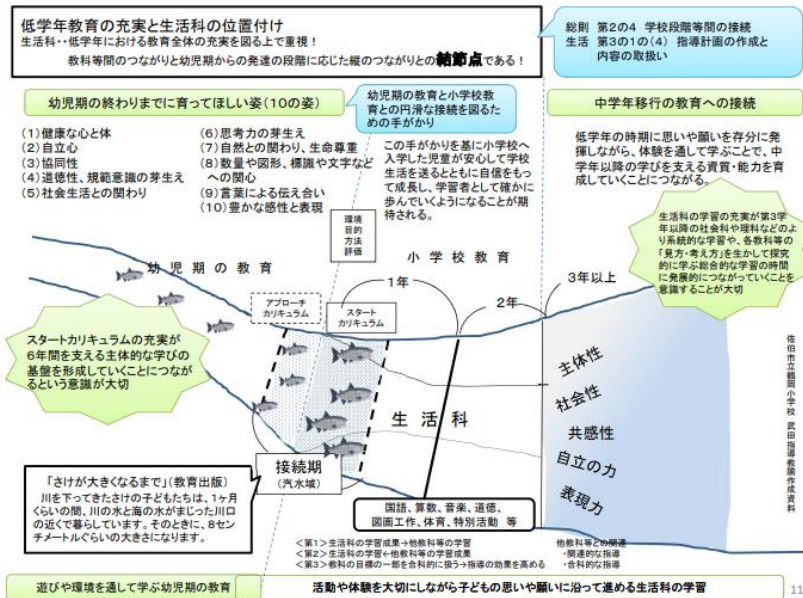 低学年教育の充実と生活科の位置付け
生活科・・低学年における教育全体の充実を図る上で重視！
教科等間のつながりと幼児期からの発達の段階に応じた縦のつながりとの結節点である！
総則　第2の4　学校段階等間の接続
生活　第3の1の(4)　指導計画の作成と
内容の取扱い
幼児期の終わりまでに育ってほしい姿(10の姿)
幼児期の教育と小学校教
育との円滑な接続を図るた
めの手がかり
中学年移行の教育への接続
(1)健康な心と体
(2)自立心
(3)協同性
(4)道徳性、規範意識の芽生え
(5)社会生活との関わり
(6)思考力の芽生え
(7)自然との関わり、生命尊重
(8)数量や図形、標識や文字など
への関心
(9)言葉による伝え合い
(10)豊かな感性と表現
この手がかりを基に小学校へ
入学した児童が安心して学校
生活を送るとともに自信をもっ
て成長し、学習者として確かに
歩んでいくようになることが期
待される。
低学年の時期に思いや願いを存分に発
揮しながら、体験を通して学ぶことで、中
学年以降の学びを支える資質・能力を育
成していくことにつながる。
生活科の学習の充実が第3学
年以降の社会科や理科などのよ
り系統的な学習や、各教科等の
「見方・考え方」を生かして探究
的に学ぶ総合的な学習の時間
に発展的につながっていくことを
意識することが大切
環境
目的
方法
評価
幼児期の教育
小学校教育
1年
2年
3年以上
アプローチ
カリキュラム
スタート
カリキュラム
スタートカリキュラムの充実が
6年間を支える主体的な学びの
基盤を形成していくことにつなが
るという意識が大切
生活科
主体性
社会性
共感性
自立の力
表現力
佐伯市立鶴岡小学校　武田指導教諭作成資料
接続期
(汽水域)
「さけが大きくなるまで」(教育出版)
川を下ってきたさけの子どもたちは、1ヶ月
くらいの間、川の水と海の水がまじった川口
の近くで暮らしています。そのときに、8セン
チメートルぐらいの大きさになります。
国語、算数、音楽、道徳、
図画工作、体育、特別活動　等
＜第1＞生活科の学習成果→他教科等の学習
＜第2＞生活科の学習←他教科等の学習成果
＜第3＞教科の目標の一部を合科的に扱う→指導の効果を高める
他教科等との関連
・関連的な指導
・合科的な指導
遊びや環境を通して学ぶ幼児期の教育
活動や体験を大切にしながら子どもの思いや願いに沿って進める生活科の学習
11